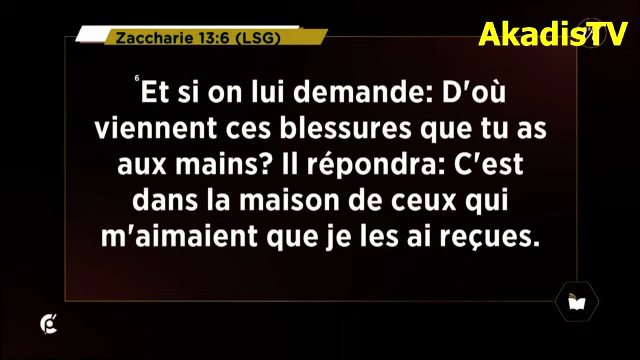 Zaccharie 13:6 (LSG)
AkadisTV
6Et si on lui demande: D'où
viennent ces blessures que tu as
aux mains? Il répondra: C'est
dans la maison de ceux qui
m'aimaient que je les ai reçues.